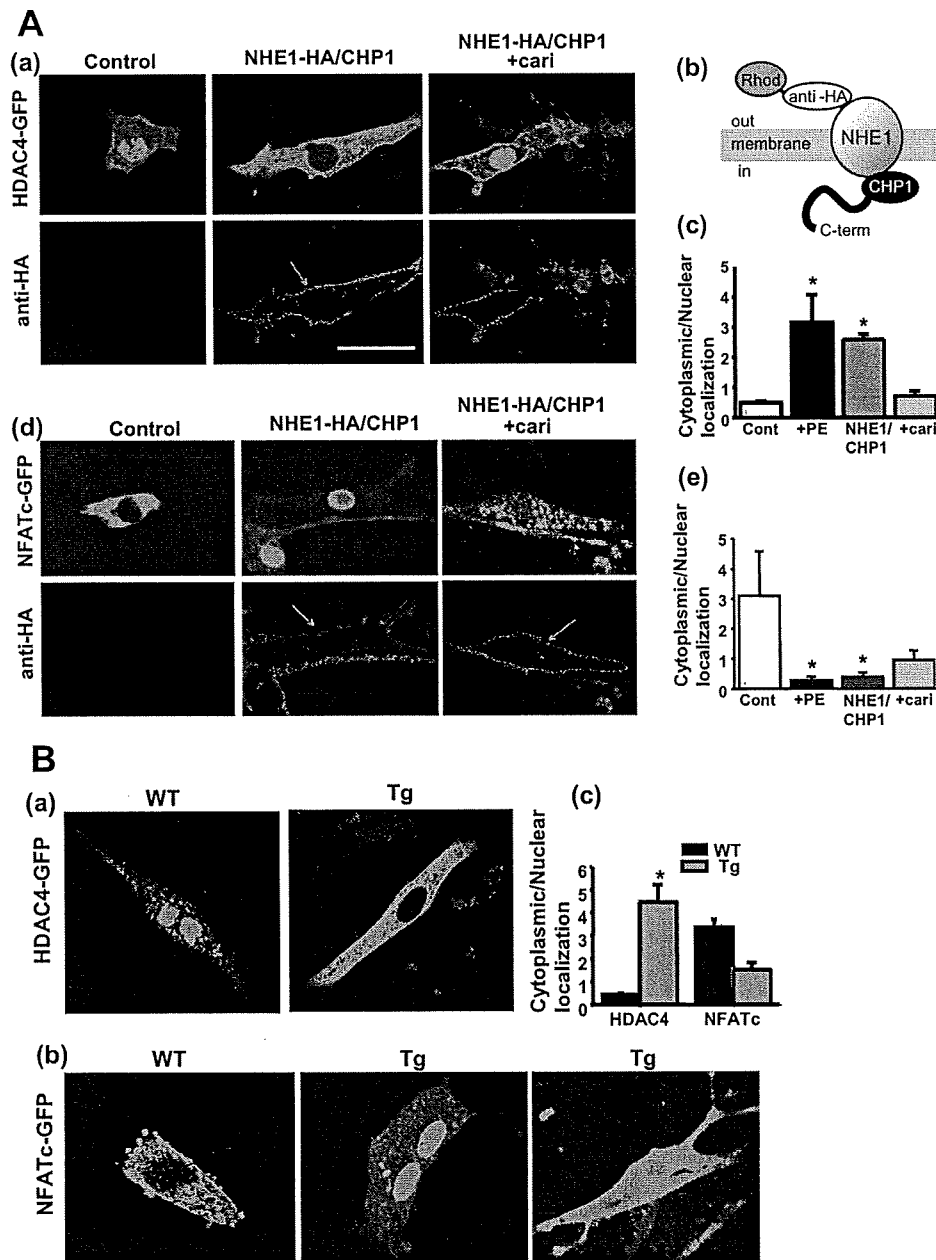 A
(a)
Control
NHE1-HA/CHP1
NHE1-HA/CHP1
+cari
HDAC4-GFP
anti-HA
(b)
Rhod
anti-HA
out
membrane
in
NHE1
CHP1
C-term
(c)
Cytoplasmic/Nuclear
localization
5
4
3
2
1
0
*
*
Cont
+PE
NHE1/
CHP1
+cari
(d)
Control
NHE1-HA/CHP1
NHE1-HA/CHP1
+cari
NFATc-GFP
anti-HA
(e)
Cytoplasmic/Nuclear
localization
5
4
3
2
1
0
*
*
Cont
+PE
NHE1/
CHP1
+cari
B
(a)
WT
Tg
HDAC4-GFP
(c)
WT
Tg
Cytoplasmic/Nuclear
localization
6
5
4
3
2
1
0
*
HDAC4
NFATc
(b)
WT
Tg
Tg
NFATc-GFP